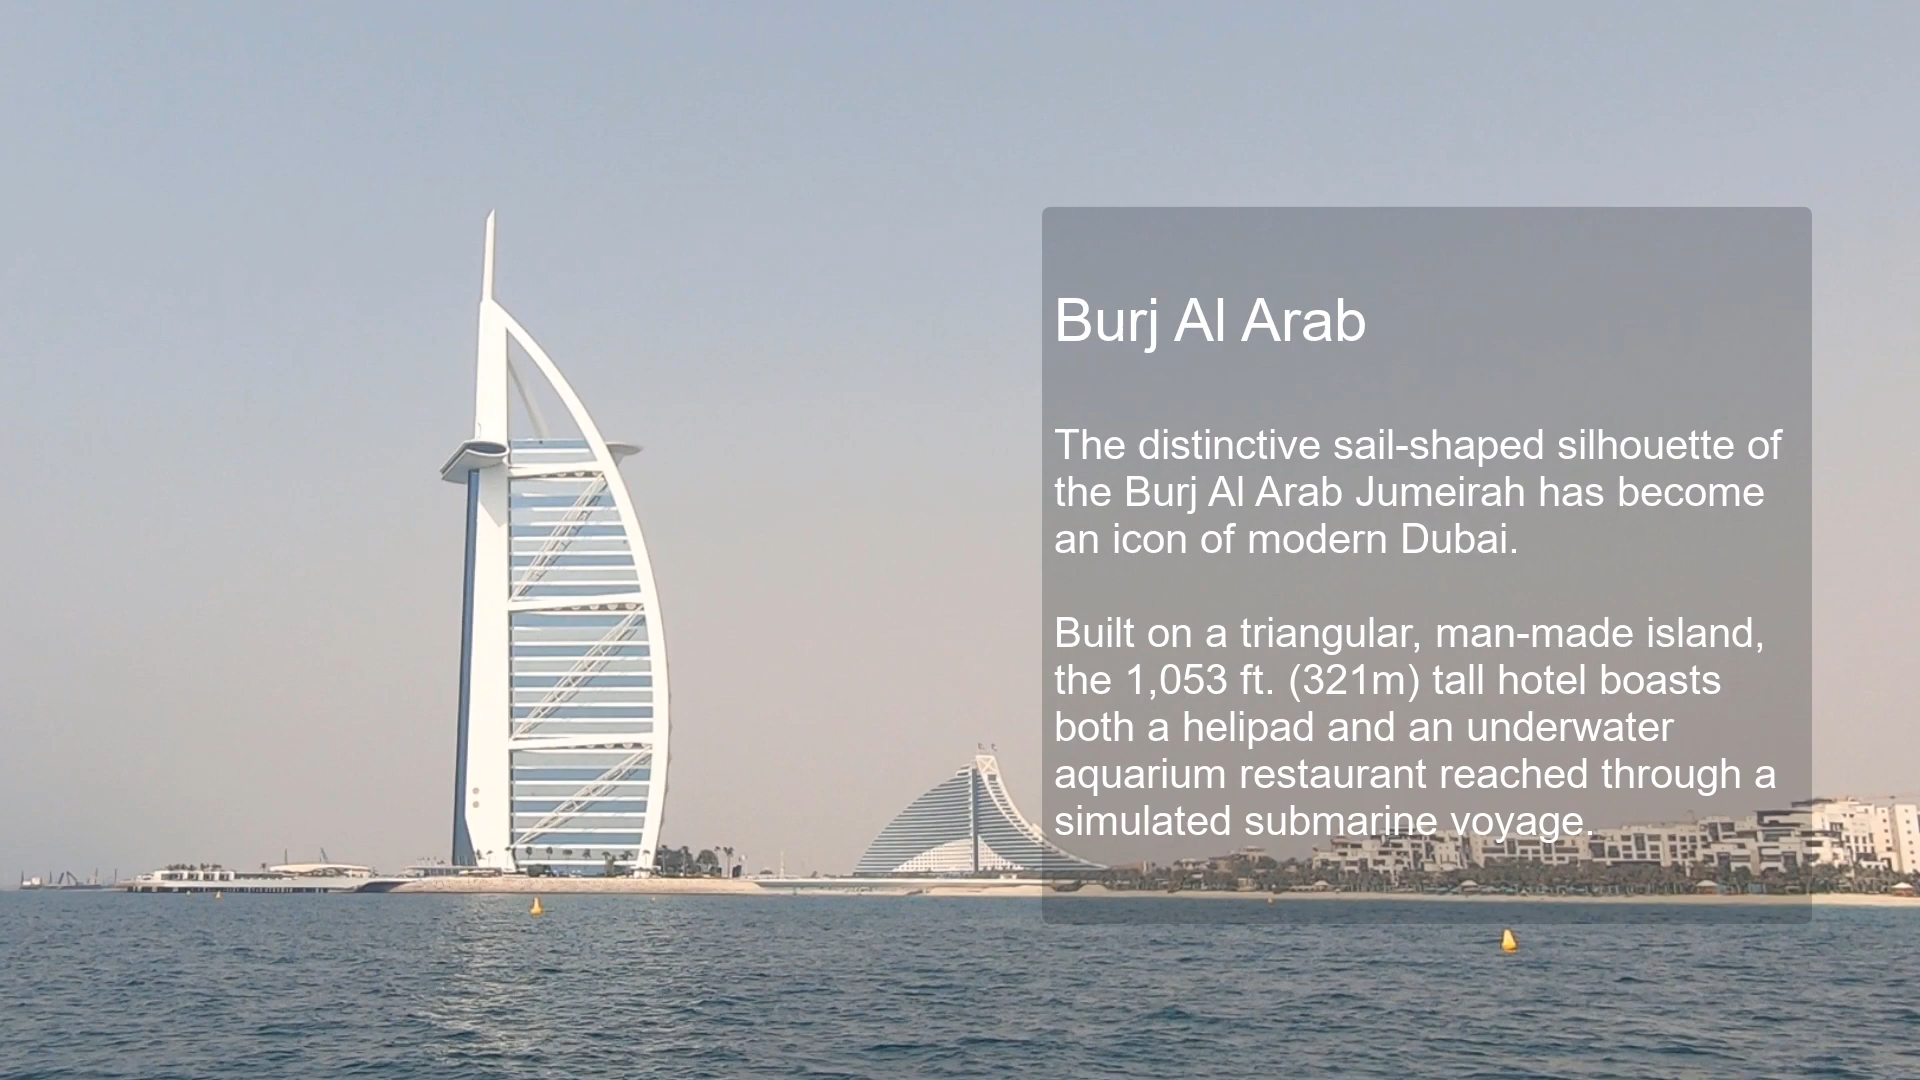 Burj Al Arab
The distinctive sail-shaped silhouette of
the Burj Al Arab Jumeirah has become
an icon of modern Dubai.
Built on a triangular, man-made island,
the 1,053 ft. (321m) tall hotel boasts
both a helipad and an underwater
aquarium restaurant reached through a
simulated submarine voyage.